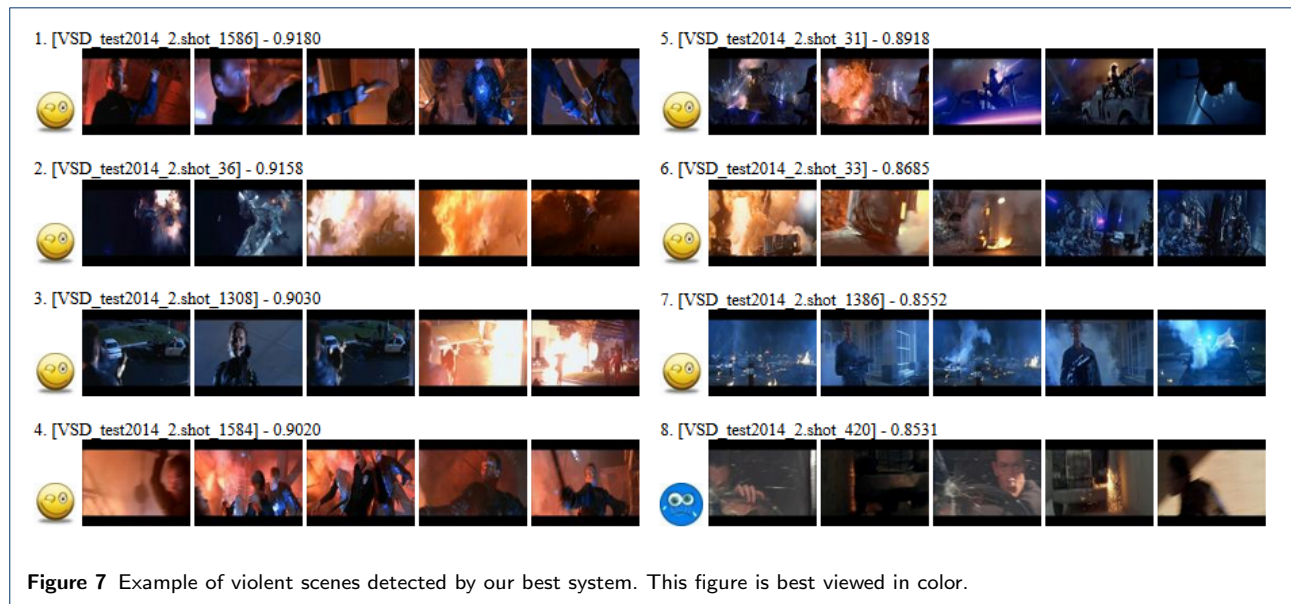 1. [VSD_test2014_2.shot_1586] - 0.9180
2. [VSD_test2014_2.shot_36] - 0.9158
3. [VSD_test2014_2.shot_1308] - 0.9030
4. [VSD_test2014_2.shot_1584] - 0.9020
5. [VSD_test2014_2.shot_31] - 0.8918
6. [VSD_test2014_2.shot_33] - 0.8685
7. [VSD_test2014_2.shot_1386] - 0.8552
8. [VSD_test2014_2.shot_420] - 0.8531
Figure 7 Example of violent scenes detected by our best system. This figure is best viewed in color.